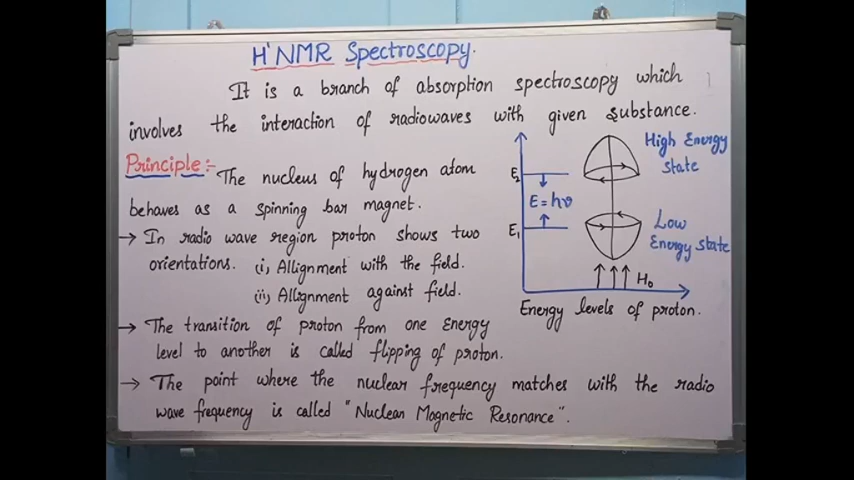 H' NMR Spectroscopy.
It is a branch of absorption spectroscopy which
involves the interaction of radiowaves with given substance.
Principle:- The nucleus of hydrogen atom
behaves as a spinning bar magnet.
→ In radio wave region proton shows two
orientations. (i) Allignment with the field.
(ii) Allignment against field.
→ The transition of proton from one energy
level to another is called flipping of proton.
→ The point where the nuclear frequency matches with the radio
wave frequency is called "Nuclear Magnetic Resonance".
High Energy
state
E₂
E = hν
E₁
Low
Energy state
H₀
Energy levels of proton.